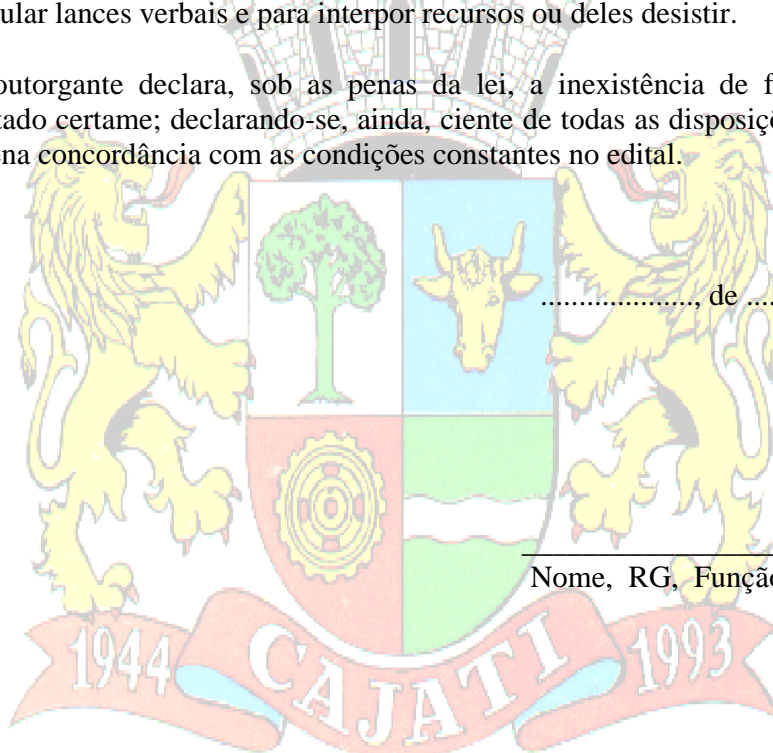 ular lances verbais e para interpor recursos ou deles desistir.
outorgante declara, sob as penas da lei, a inexistência de f
tado certame; declarando-se, ainda, ciente de todas as disposiçõ
ena concordância com as condições constantes no edital.
...................., de .....
Nome, RG, Função
1944 CAJATI 1993